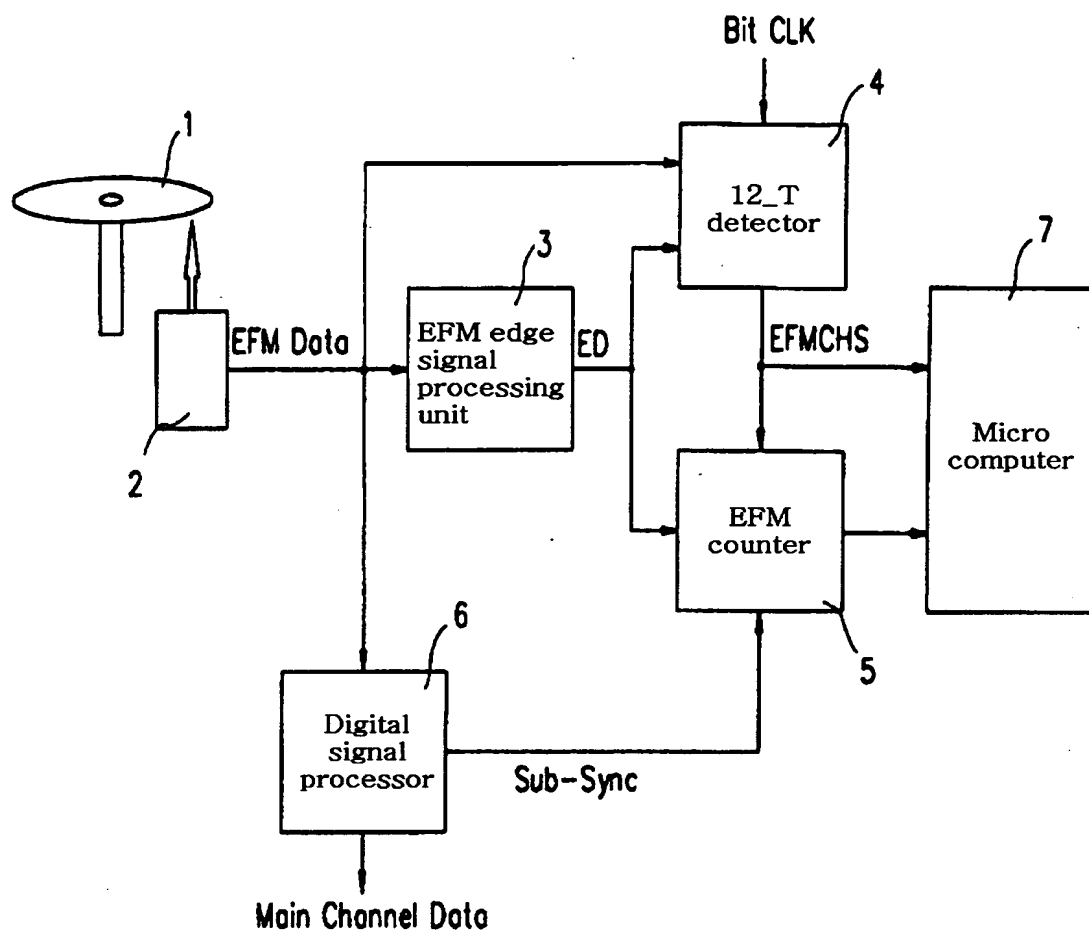 Bit CLK
4
1
12_T
detector
7
3
EFM Data
EFM edge
signal
processing
unit
ED
EFMCHS
2
Micro
computer
EFM
counter
6
5
Digital
signal
processor
Sub-Sync
Main Channel Data